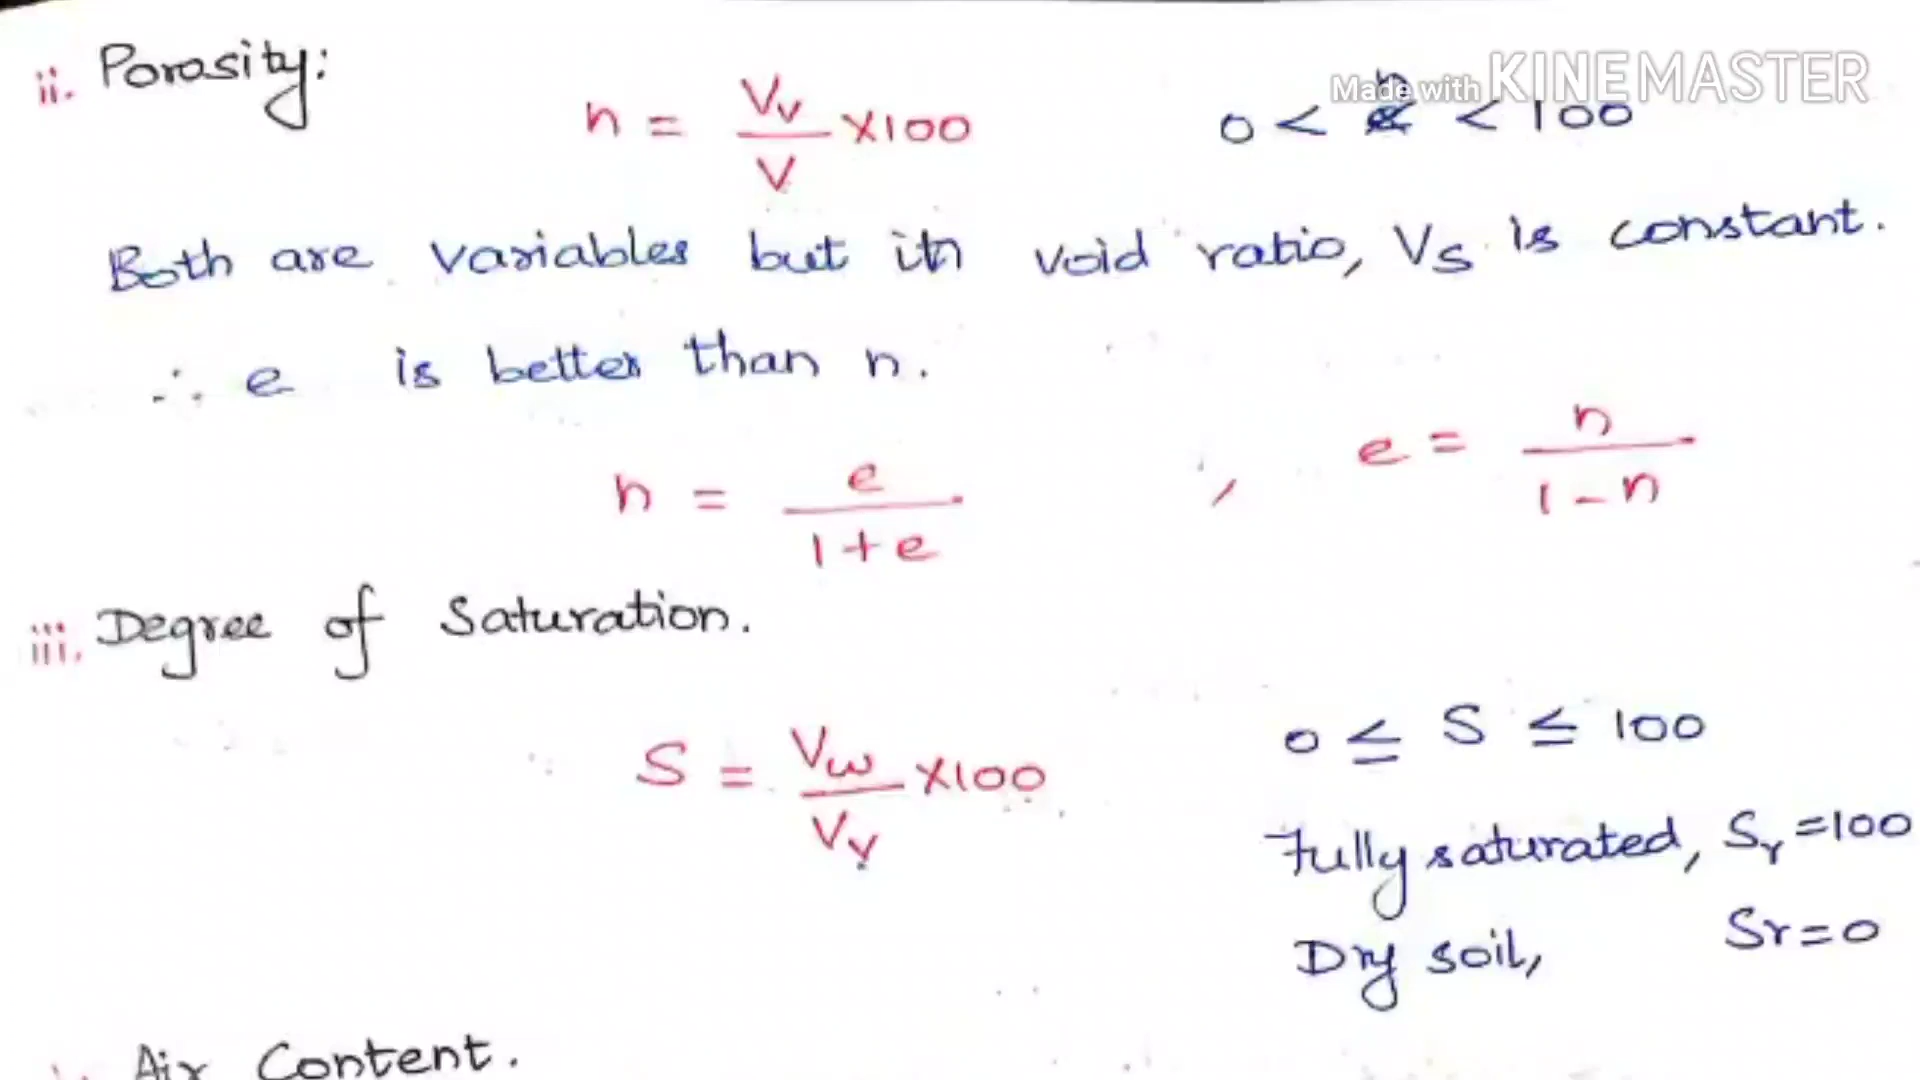 ii. Porosity:
Made with KINEMASTER
n = Vv/V ×100
0 < n < 100
Both are variables but in void ratio, Vs is constant.
∴ e is better than n.
n = e/1+e , e = n/1-n
iii. Degree of Saturation.
S = Vw/Vv ×100
0 ≤ S ≤ 100
Fully saturated, Sr=100
Dry soil, Sr=0
Air Content.